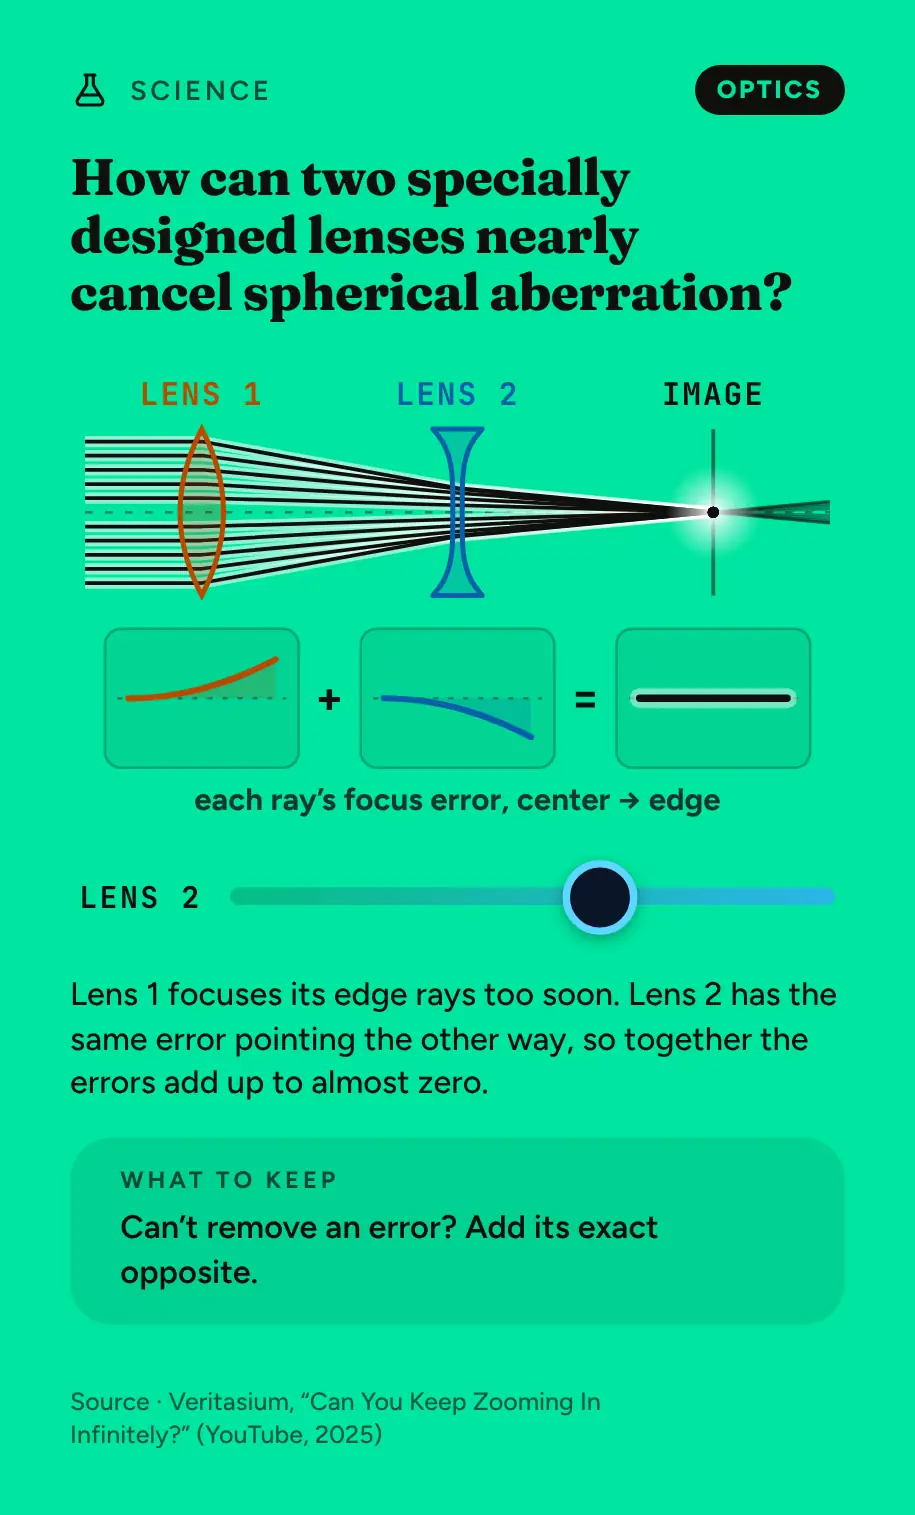 SCIENCE
OPTICS
How can two specially
designed lenses nearly
cancel spherical aberration?
LENS 1
LENS 2
IMAGE
+
=
each ray’s focus error, center → edge
LENS 2
Lens 1 focuses its edge rays too soon. Lens 2 has the
same error pointing the other way, so together the
errors add up to almost zero.
WHAT TO KEEP
Can’t remove an error? Add its exact
opposite.
Source · Veritasium, “Can You Keep Zooming In
Infinitely?” (YouTube, 2025)